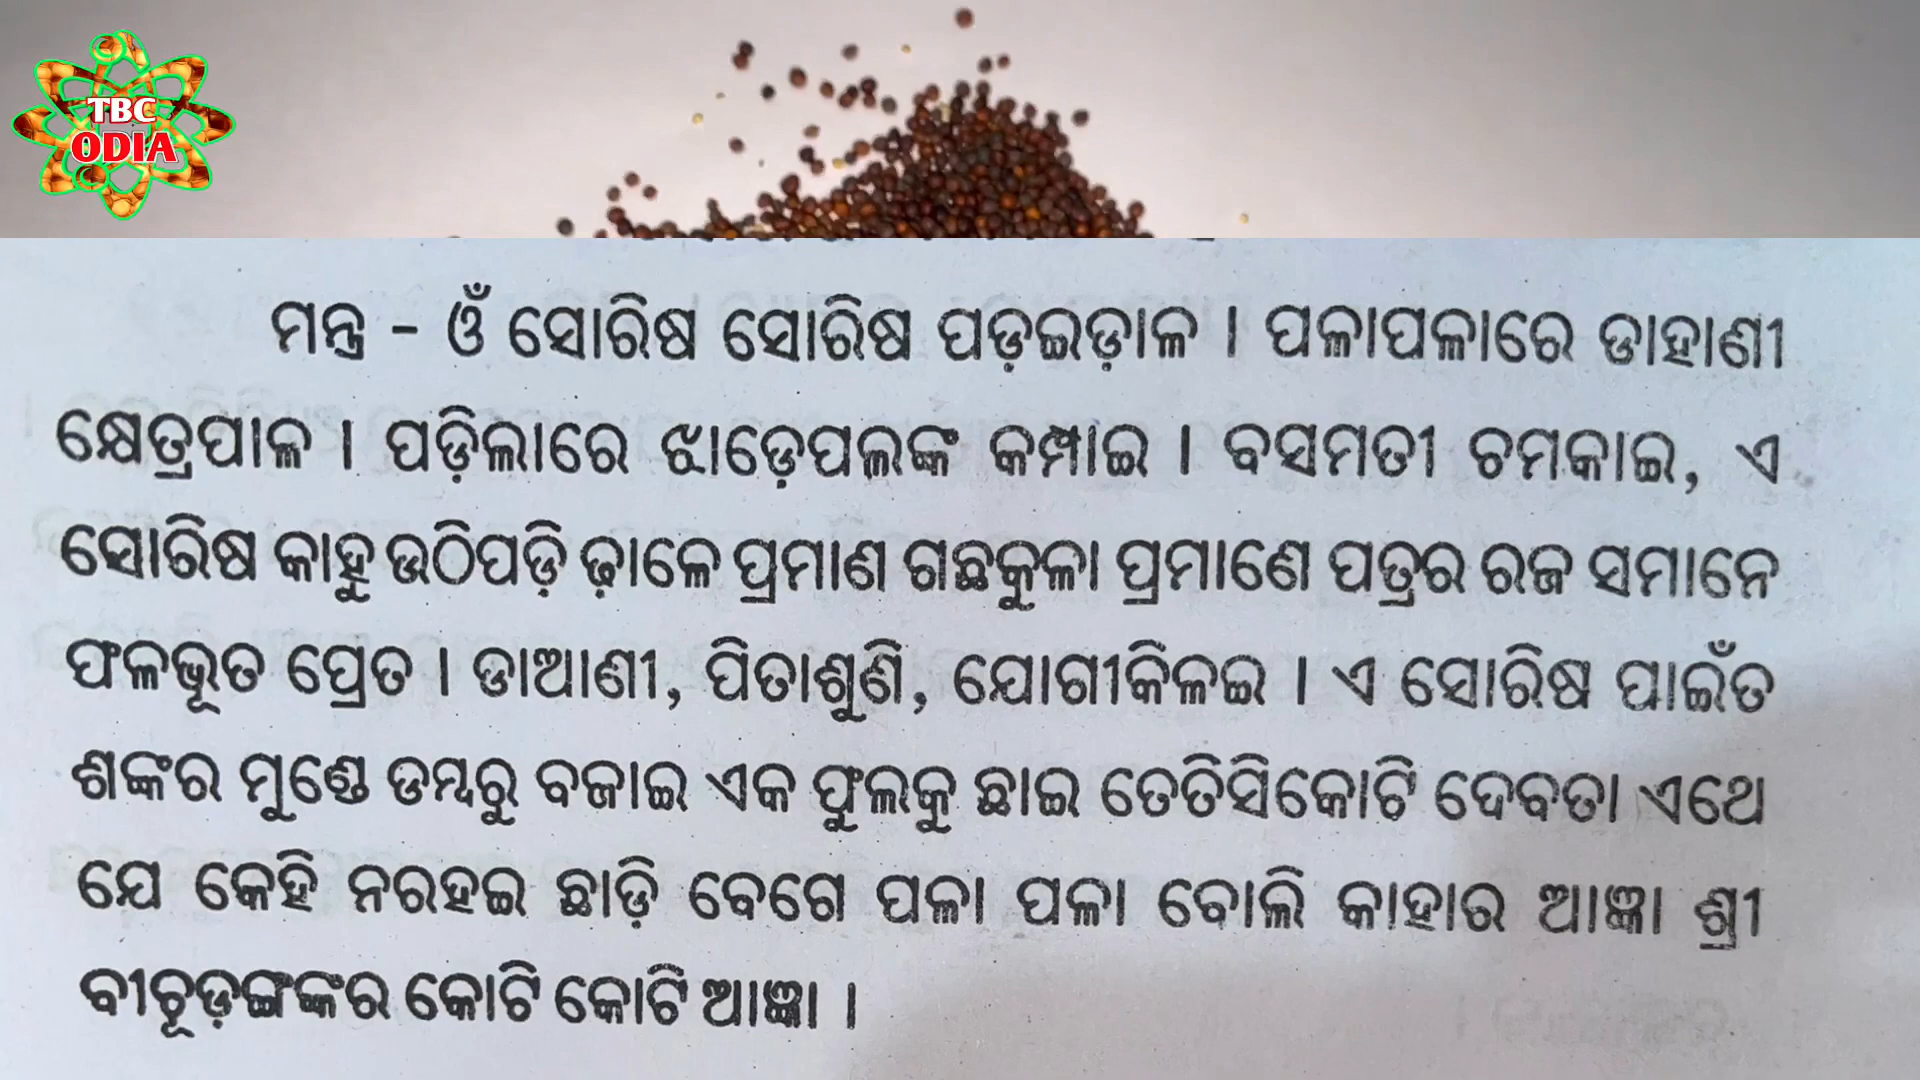 TBC
ODIA
ମନ୍ତ୍ର - ଓଁ ସୋରିଷ ସୋରିଷ ପଡ଼ଇଡ଼ାଳ । ପଳାପଳାରେ ଡାହାଣୀ
କ୍ଷେତ୍ରପାଳ । ପଡ଼ିଲାରେ ଝାଡ଼େପଲଙ୍କ କମ୍ପାଇ । ବସମତୀ ଚମକାଇ, ଏ
ସୋରିଷ କାହୁ ଉଠିପଡ଼ି ଢ଼ାଳେ ପ୍ରମାଣ ଗଛକୁଳା ପ୍ରମାଣେ ପତ୍ରର ରଜ ସମାନେ
ଫଳଭୂତ ପ୍ରେତ । ଡାଆଣୀ, ପିତାଶୁଣି, ଯୋଗୀକିଳଇ । ଏ ସୋରିଷ ପାଇଁତ
ଶଙ୍କର ମୁଣ୍ଡେ ଡମ୍ବରୁ ବଜାଇ ଏକ ଫୁଲକୁ ଛାଇ ତେତିସିକୋଟି ଦେବତା ଏଥେ
ଯେ କେହି ନରହଇ ଛାଡ଼ି ବେଗେ ପଳା ପଳା ବୋଲି କାହାର ଆଜ୍ଞା ଶ୍ରୀ
ବୀଚୂଡ଼ଙ୍ଗଙ୍କର କୋଟି କୋଟି ଆଜ୍ଞା ।